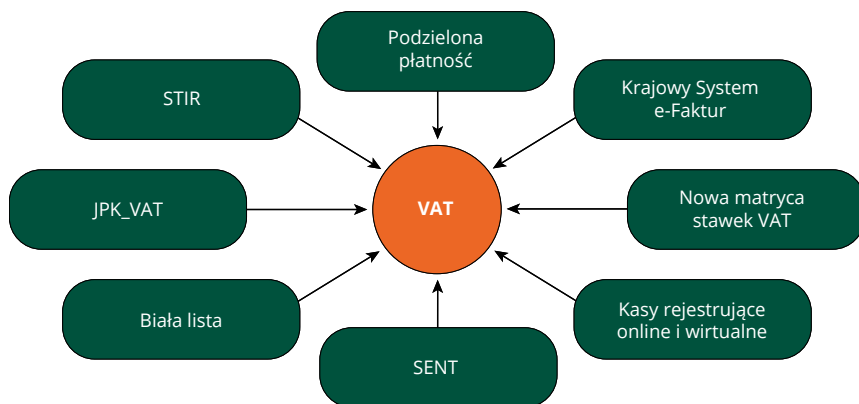 Podzielona
płatność
STIR
Krajowy System
e-Faktur
JPK_VAT
VAT
Nowa matryca
stawek VAT
Biała lista
Kasy rejestrujące
online i wirtualne
SENT